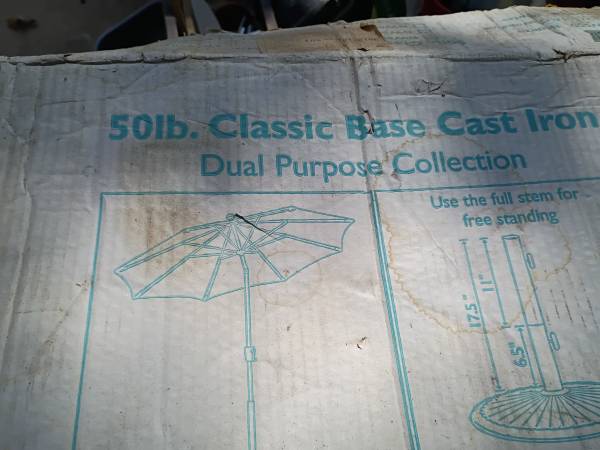 50lb. Classic Base Cast Iron
Dual Purpose Collection
Use the full stem for
free standing
17.5"
11"
6.5"